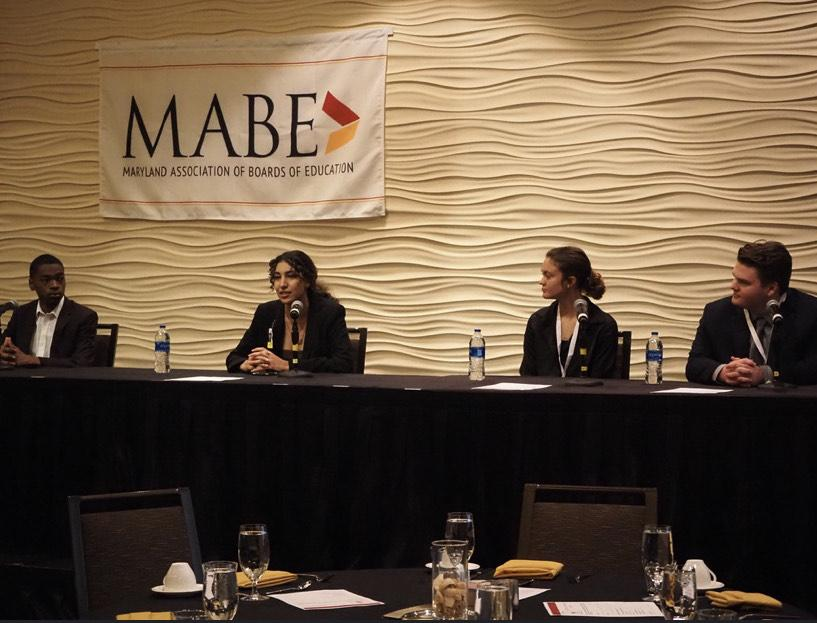 MABE
MARYLAND ASSOCIATION OF BOARDS OF EDUCATION